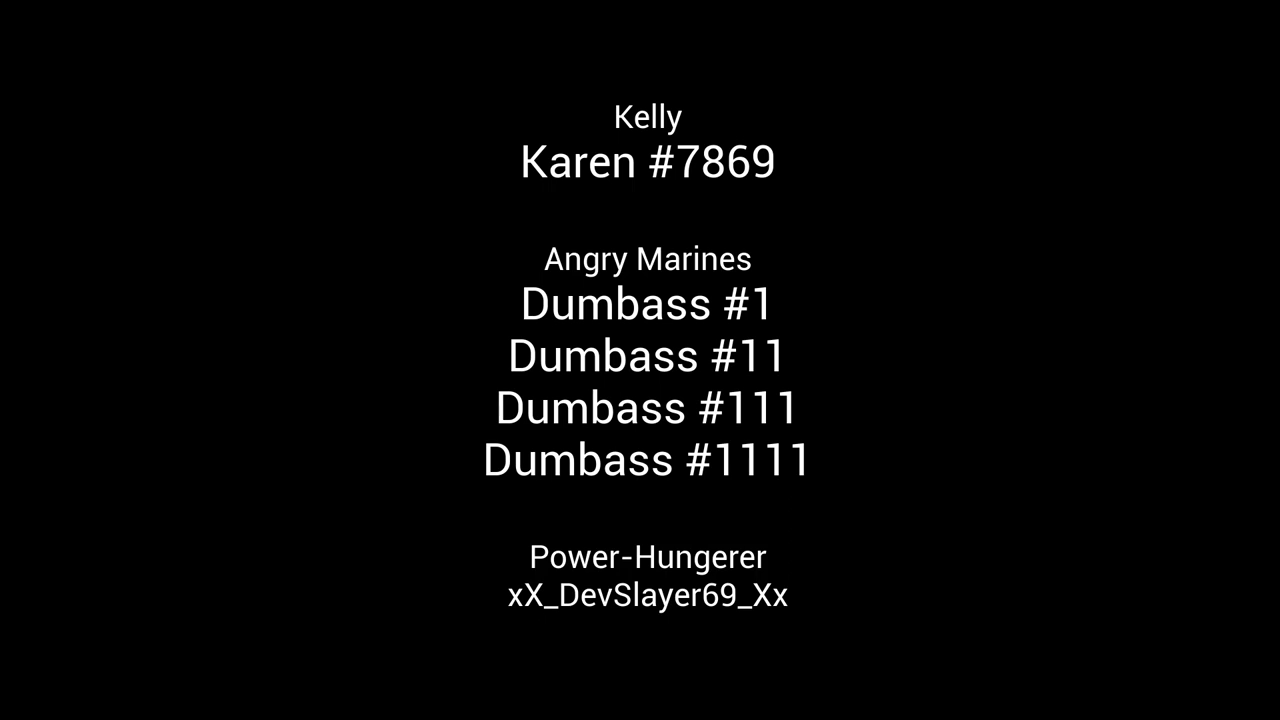 Kelly
Karen #7869
Angry Marines
Dumbass #1
Dumbass #11
Dumbass #111
Dumbass #1111
Power-Hungerer
xX_DevSlayer69_Xx